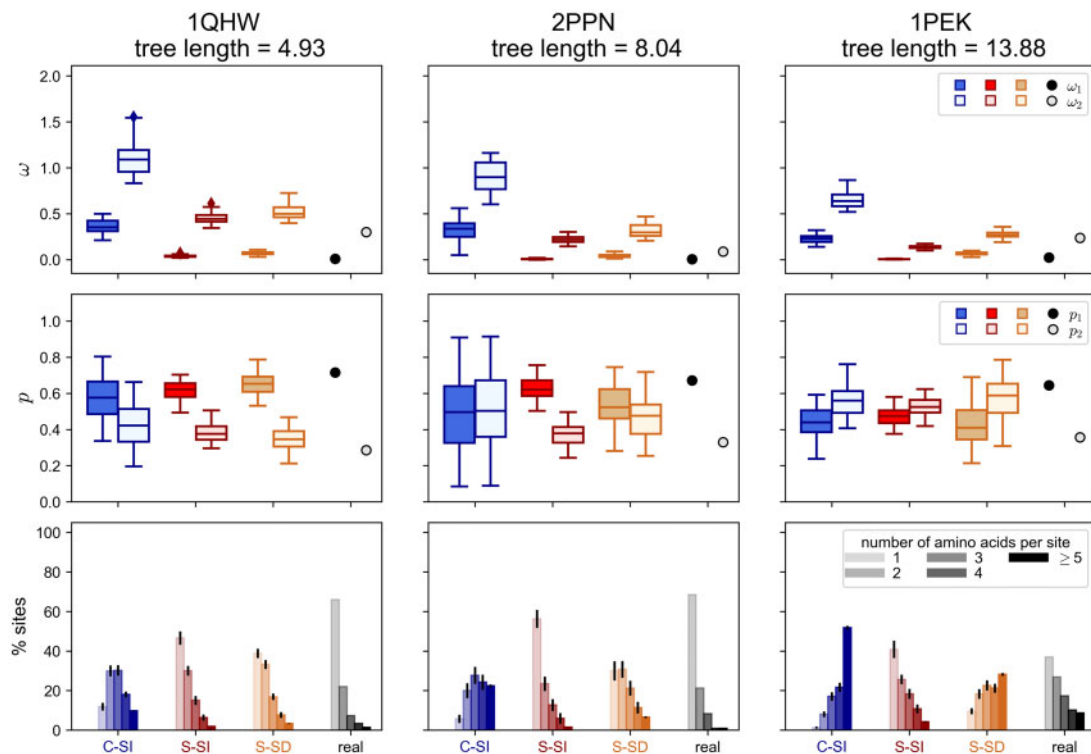 1QHW
tree length = 4.93
2PPN
tree length = 8.04
1PEK
tree length = 13.88
ω
2.0
1.5
1.0
0.5
0.0
ω₁
ω₂
p
1.0
0.8
0.6
0.4
0.2
0.0
p₁
p₂
% sites
100
80
60
40
20
0
number of amino acids per site
1 3 ≥ 5
2 4
C-SI S-SI S-SD real
C-SI S-SI S-SD real
C-SI S-SI S-SD real